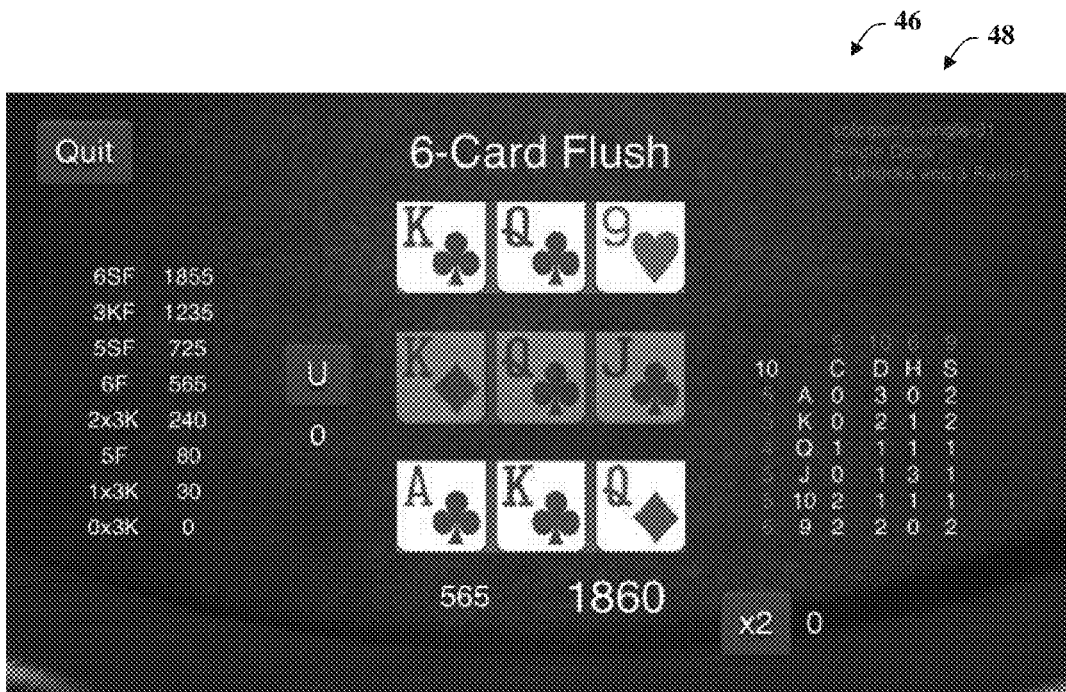 46
48
Quit
6-Card Flush
K Q 9
6SF 1855
3KF 1235
5SF 725
6F 565
2x3K 240
5F 80
1x3K 30
0x3K 0
U
0
K Q J
A K Q
10 C D H S
A 0 3 0 2
K 0 2 1 2
Q 1 1 1 1
J 0 1 3 1
10 2 1 1 1
9 2 2 0 2
565 1860
x2 0